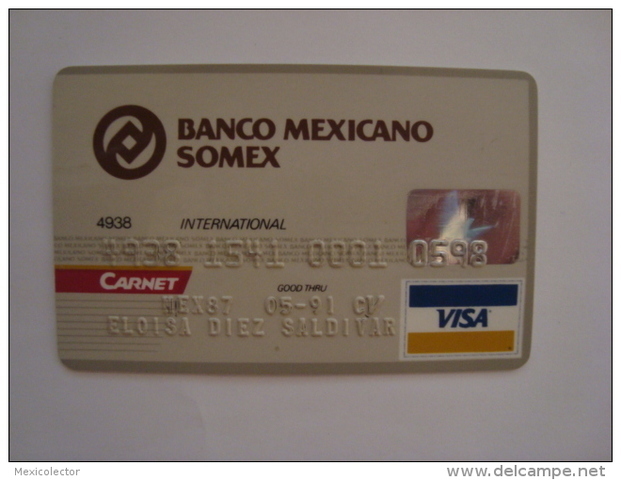 BANCO MEXICANO
SOMEX
4938 INTERNATIONAL
4938 1541 0001 0598
CARNET
GOOD THRU
MEX87 05-91 CV
ELOISA DIEZ SALDIVAR
VISA
Mexicolector
www.delcampe.net